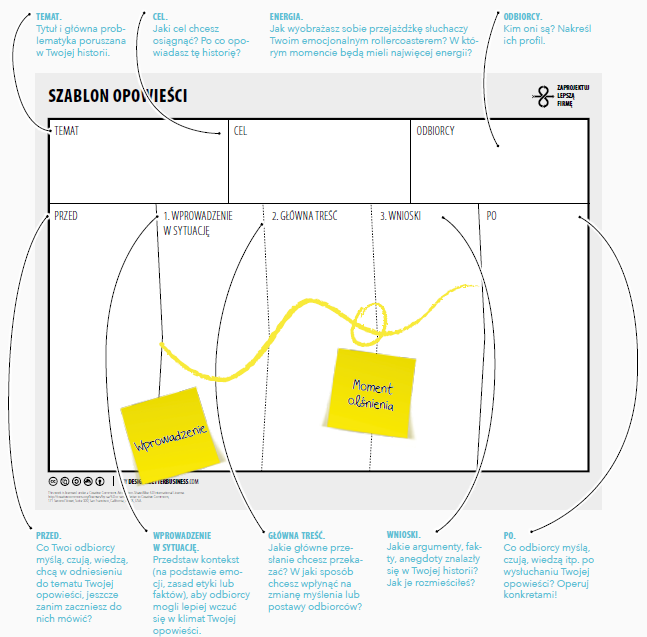 TEMAT.
Tytuł i główna prob-
lematyka poruszana
w Twojej historii.
CEL.
Jaki cel chcesz
osiągnąć? Po co opo-
wiadasz tę historię?
ENERGIA.
Jak wyobrażasz sobie przejażdżkę słuchaczy
Twoim emocjonalnym rollercoasterem? W któ-
rym momencie będą mieli najwięcej energii?
ODBIORCY.
Kim oni są? Nakreśl
ich profil.
SZABLON OPOWIEŚCI
ZAPROJEKTUJ
LEPSZĄ
FIRMĘ
TEMAT
CEL
ODBIORCY
PRZED
1. WPROWADZENIE
W SYTUACJĘ
2. GŁÓWNA TREŚĆ
3. WNIOSKI
PO
Wprowadzenie
Moment
olśnienia
PRZED.
Co Twoi odbiorcy
myślą, czują, wiedzą,
chcą w odniesieniu
do tematu Twojej
opowieści, jeszcze
zanim zaczniesz do
nich mówić?
WPROWADZENIE
W SYTUACJĘ.
Przedstaw kontekst
(na podstawie emo-
cji, zasad etyki lub
faktów), aby odbiorcy
mogli lepiej wczuć
się w klimat Twojej
opowieści.
GŁÓWNA TREŚĆ.
Jakie główne prze-
słanie chcesz przeka-
zać? W jaki sposób
chcesz wpłynąć na
zmianę myślenia lub
postawy odbiorców?
WNIOSKI.
Jakie argumenty, fak-
ty, anegdoty znalazły
się w Twojej historii?
Jak je rozmieściłeś?
PO.
Co odbiorcy myślą,
czują, wiedzą itp. po
wysłuchaniu Twojej
opowieści? Operuj
konkretami!